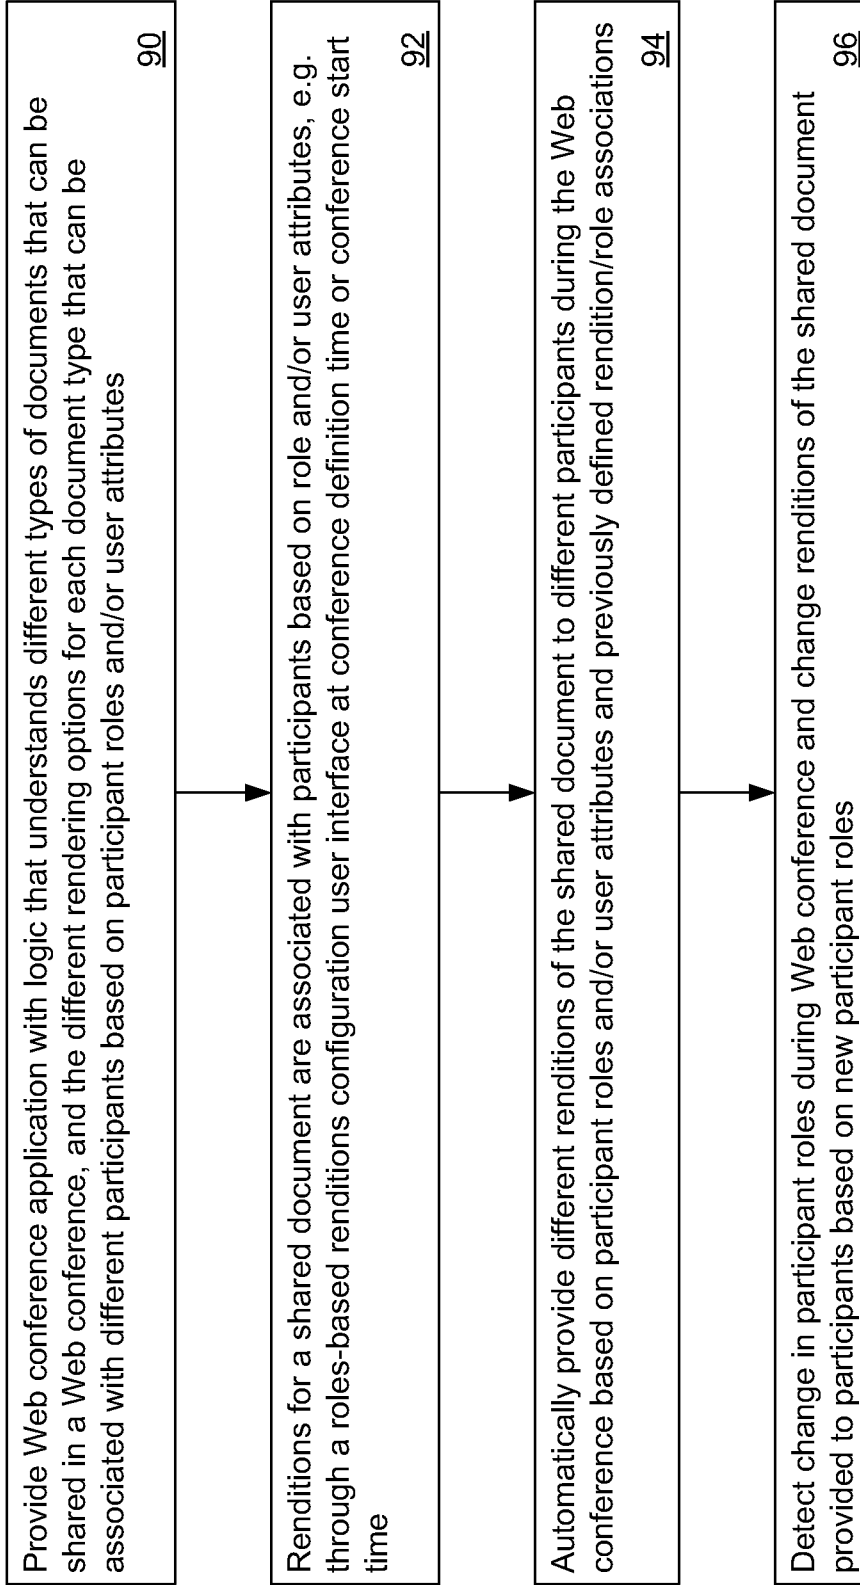 Provide Web conference application with logic that understands different types of documents that can be
shared in a Web conference, and the different rendering options for each document type that can be
associated with different participants based on participant roles and/or user attributes
90
Renditions for a shared document are associated with participants based on role and/or user attributes, e.g.
through a roles-based renditions configuration user interface at conference definition time or conference start
time
92
Automatically provide different renditions of the shared document to different participants during the Web
conference based on participant roles and/or user attributes and previously defined rendition/role associations
94
Detect change in participant roles during Web conference and change renditions of the shared document
provided to participants based on new participant roles
96